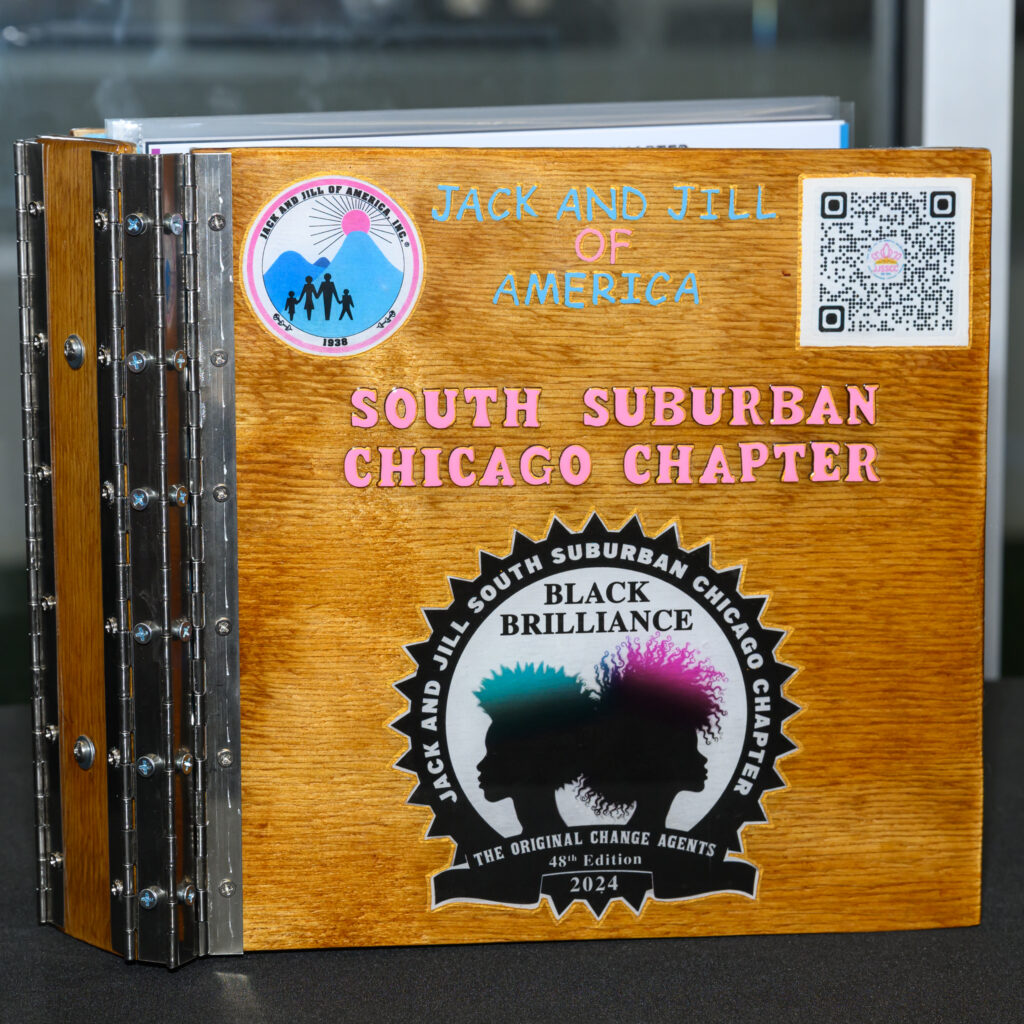 JACK AND JILL OF AMERICA, INC.®
1938
JACK AND JILL
OF
AMERICA
SOUTH SUBURBAN
CHICAGO CHAPTER
JACK AND JILL SOUTH SUBURBAN CHICAGO CHAPTER
BLACK
BRILLIANCE
THE ORIGINAL CHANGE AGENTS
48th Edition
2024